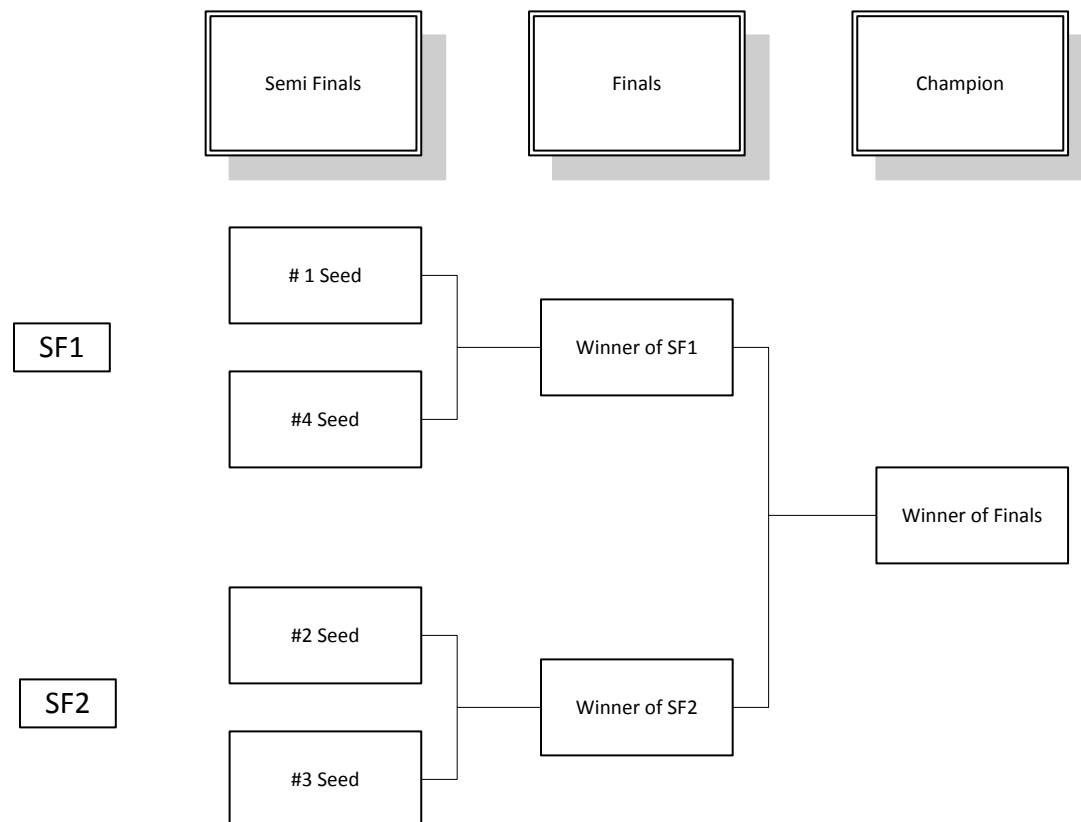 Semi Finals
Finals
Champion
# 1 Seed
SF1
Winner of SF1
#4 Seed
Winner of Finals
#2 Seed
SF2
Winner of SF2
#3 Seed